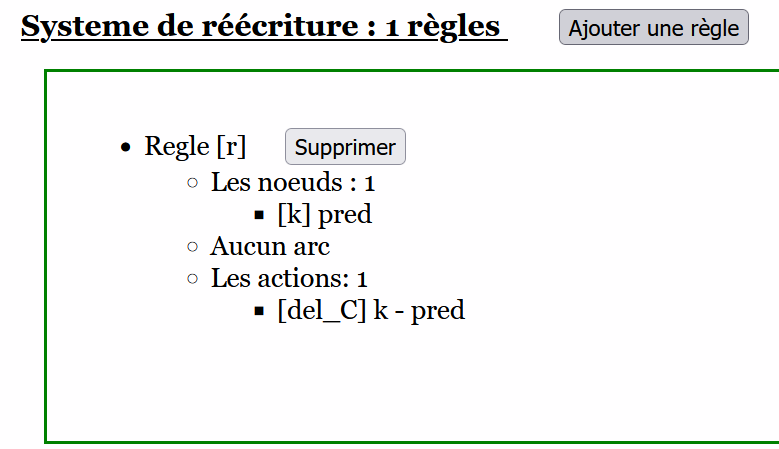 Systeme de réécriture : 1 règles Ajouter une règle
Regle [r] Supprimer
Les noeuds : 1
[k] pred
Aucun arc
Les actions: 1
[del_C] k - pred